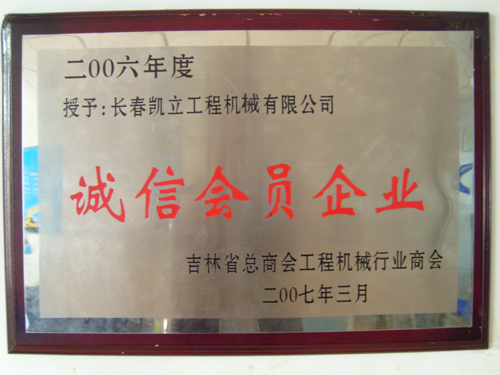 二00六年度
授予:长春凯立工程机械有限公司
诚信会员企业
吉林省总商会工程机械行业商会
二00七年三月